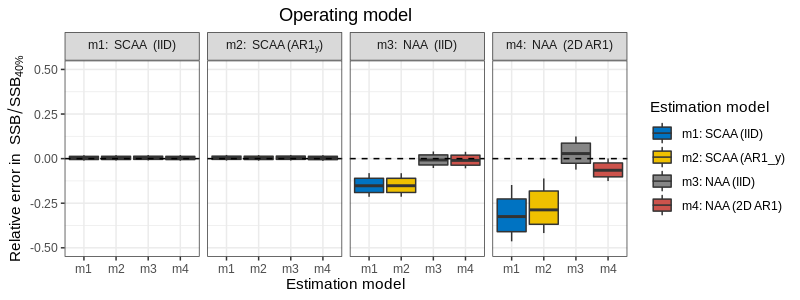 Operating model
m1: SCAA (IID)
m2: SCAA (AR1y)
m3: NAA (IID)
m4: NAA (2D AR1)
Relative error in SSB/SSB40%
0.50
0.25
0.00
-0.25
-0.50
m1 m2 m3 m4
m1 m2 m3 m4
m1 m2 m3 m4
m1 m2 m3 m4
Estimation model
Estimation model
m1: SCAA (IID)
m2: SCAA (AR1_y)
m3: NAA (IID)
m4: NAA (2D AR1)